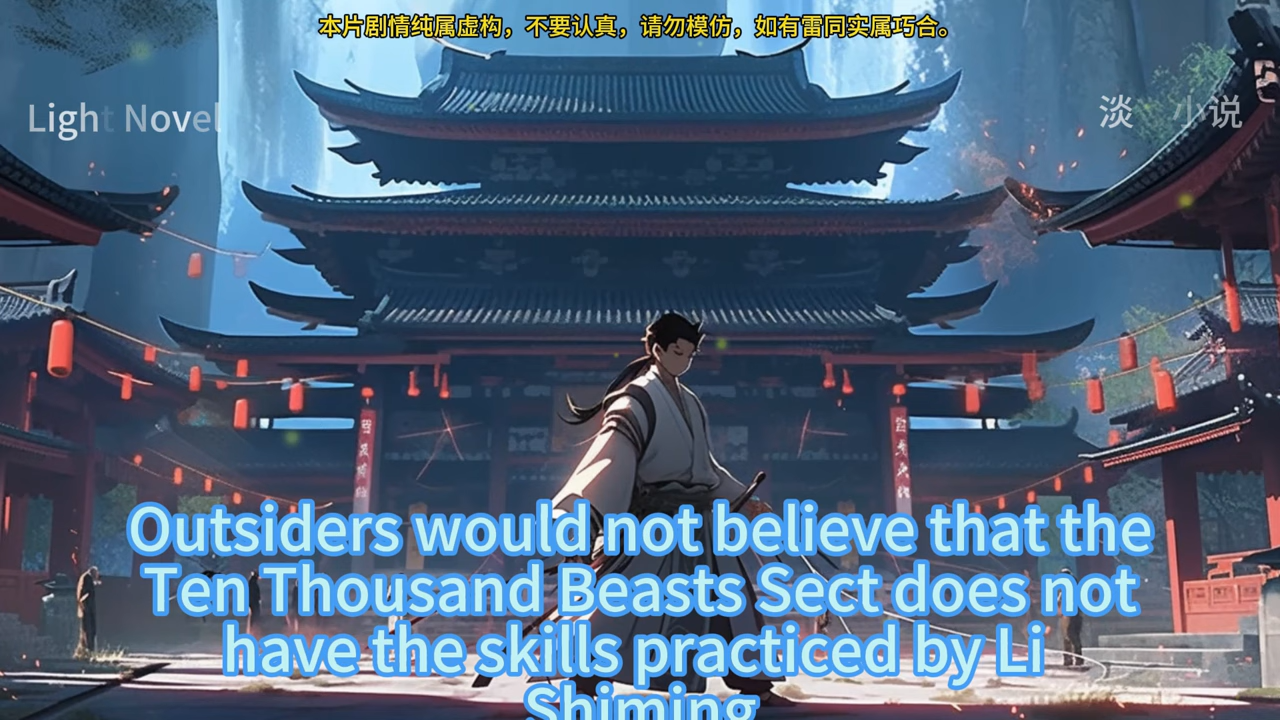 本片剧情纯属虚构，不要认真，请勿模仿，如有雷同实属巧合。
Light Novel
淡 小说
Outsiders would not believe that the
Ten Thousand Beasts Sect does not
have the skills practiced by Li
Shiming